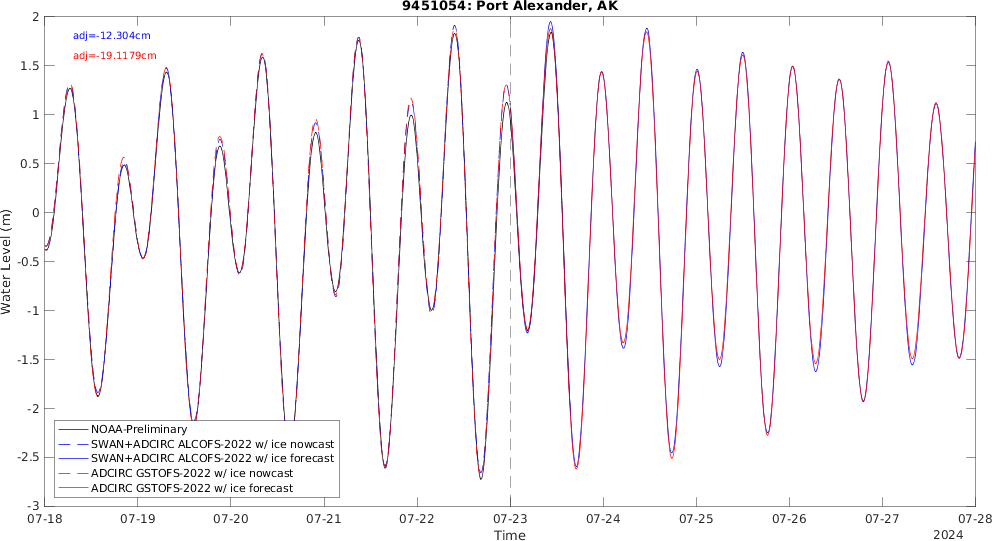 9451054: Port Alexander, AK
adj=-12.304cm
adj=-19.1179cm
Water Level (m)
2
1.5
1
0.5
0
-0.5
-1
-1.5
-2
-2.5
-3
NOAA-Preliminary
SWAN+ADCIRC ALCOFS-2022 w/ ice nowcast
SWAN+ADCIRC ALCOFS-2022 w/ ice forecast
ADCIRC GSTOFS-2022 w/ ice nowcast
ADCIRC GSTOFS-2022 w/ ice forecast
07-18 07-19 07-20 07-21 07-22 07-23 07-24 07-25 07-26 07-27 07-28
Time
2024